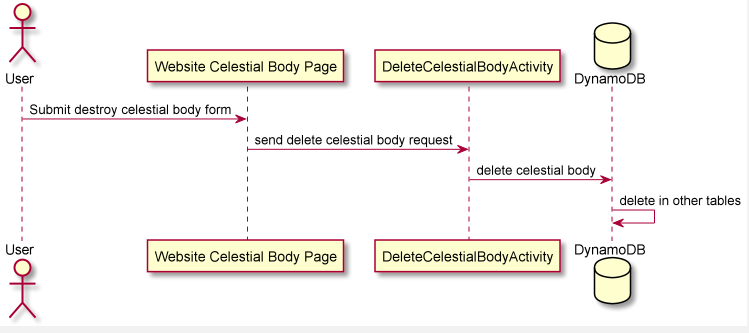 User
Website Celestial Body Page
DeleteCelestialBodyActivity
DynamoDB
Submit destroy celestial body form
send delete celestial body request
delete celestial body
delete in other tables
User
Website Celestial Body Page
DeleteCelestialBodyActivity
DynamoDB